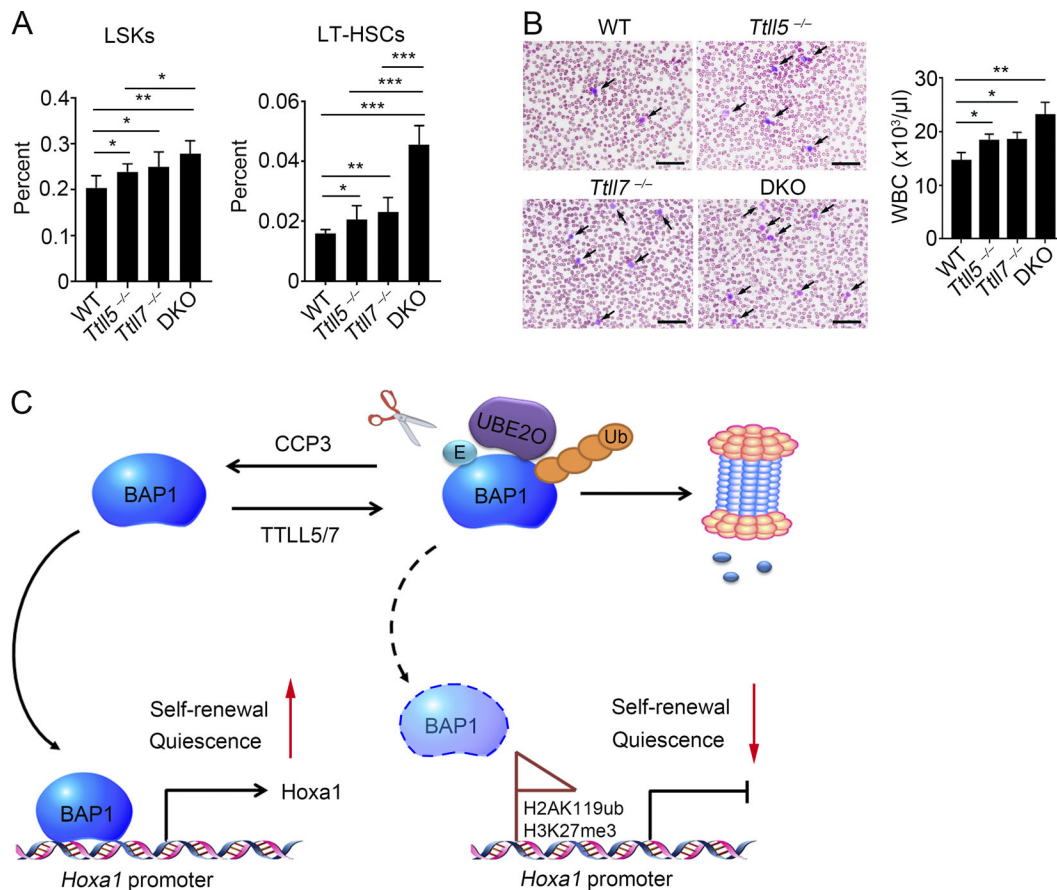 A
LSKs
*
**
*
*
Percent
0.4
0.3
0.2
0.1
0
WT
Ttll5 –/–
Ttll7 –/–
DKO
LT-HSCs
***
***
***
**
*
Percent
0.06
0.04
0.02
0
WT
Ttll5 –/–
Ttll7 –/–
DKO
B
WT
Ttll5 –/–
Ttll7 –/–
DKO
**
*
*
WBC (x10³/µl)
30
20
10
0
WT
Ttll5 –/–
Ttll7 –/–
DKO
C
BAP1
CCP3
TTLL5/7
E
UBE2O
Ub
BAP1
Self-renewal
Quiescence
BAP1
Hoxa1
Hoxa1 promoter
BAP1
Self-renewal
Quiescence
H2AK119ub
H3K27me3
Hoxa1 promoter